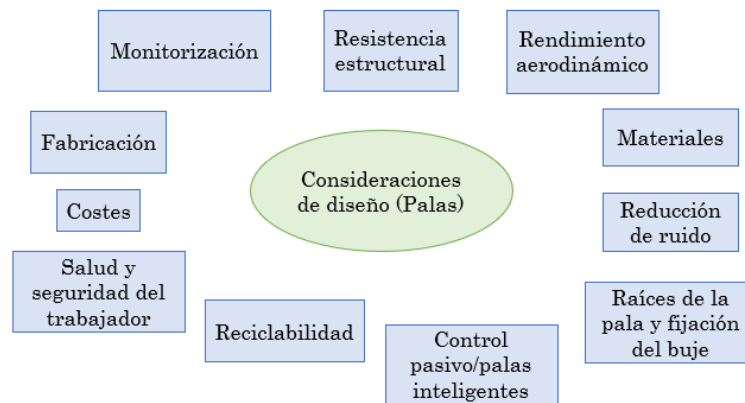 Monitorización
Resistencia
estructural
Rendimiento
aerodinámico
Fabricación
Materiales
Consideraciones
de diseño (Palas)
Costes
Reducción
de ruido
Salud y
seguridad del
trabajador
Raíces de la
pala y fijación
del buje
Reciclabilidad
Control
pasivo/palas
inteligentes